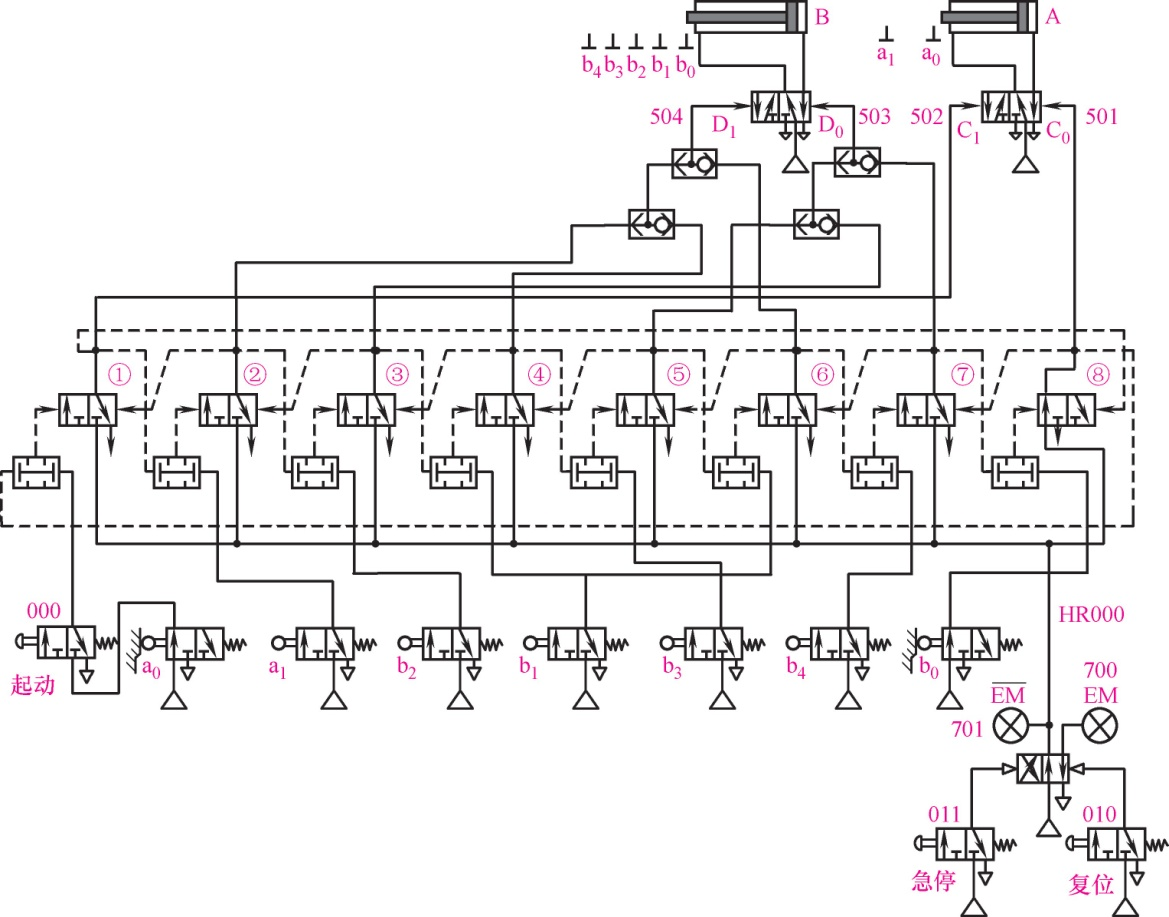 B
A
b4 b3 b2 b1 b0
a1 a0
504 D1 D0 503
502 C1 C0 501
① ② ③ ④ ⑤ ⑥ ⑦ ⑧
000
起动
a0 a1 b2 b1 b3 b4 b0
HR000
EM
700
EM
701
011
010
急停
复位